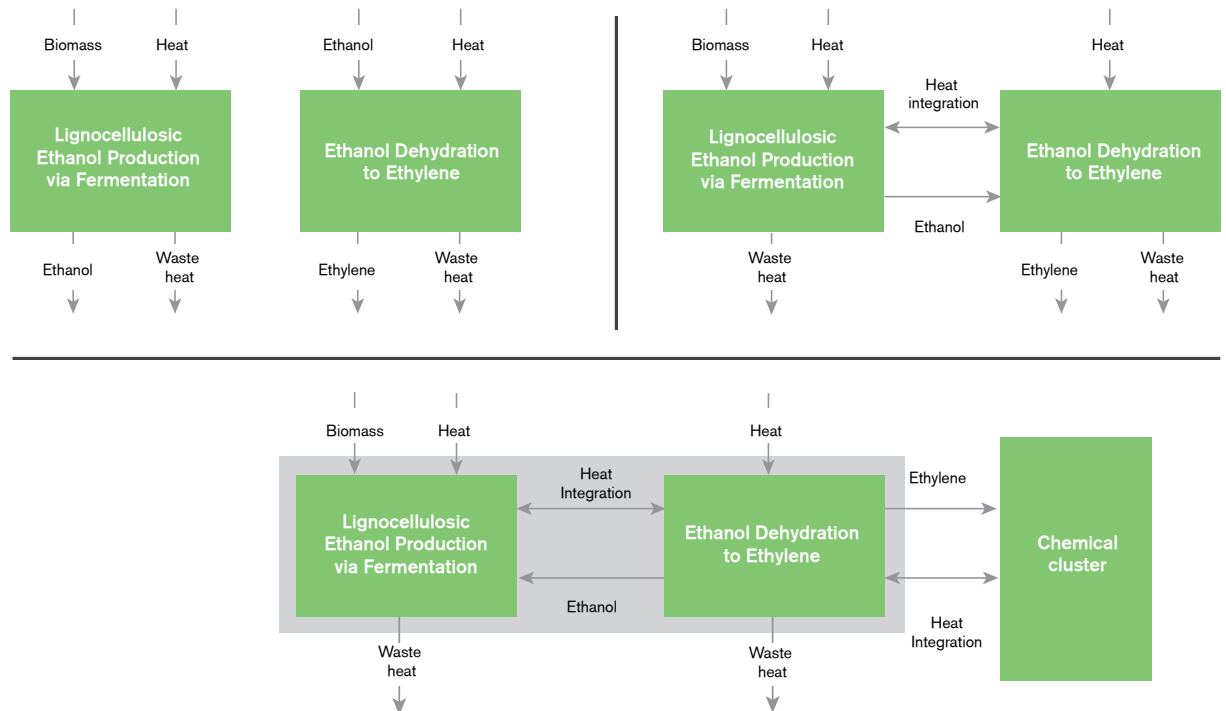 Biomass
Heat
Ethanol
Heat
Lignocellulosic
Ethanol Production
via Fermentation
Ethanol Dehydration
to Ethylene
Ethanol
Waste
heat
Ethylene
Waste
heat
Biomass
Heat
Heat
Heat
integration
Lignocellulosic
Ethanol Production
via Fermentation
Ethanol Dehydration
to Ethylene
Ethanol
Waste
heat
Ethylene
Waste
heat
Biomass
Heat
Heat
Heat
Integration
Ethylene
Lignocellulosic
Ethanol Production
via Fermentation
Ethanol Dehydration
to Ethylene
Chemical
cluster
Ethanol
Heat
Integration
Waste
heat
Waste
heat